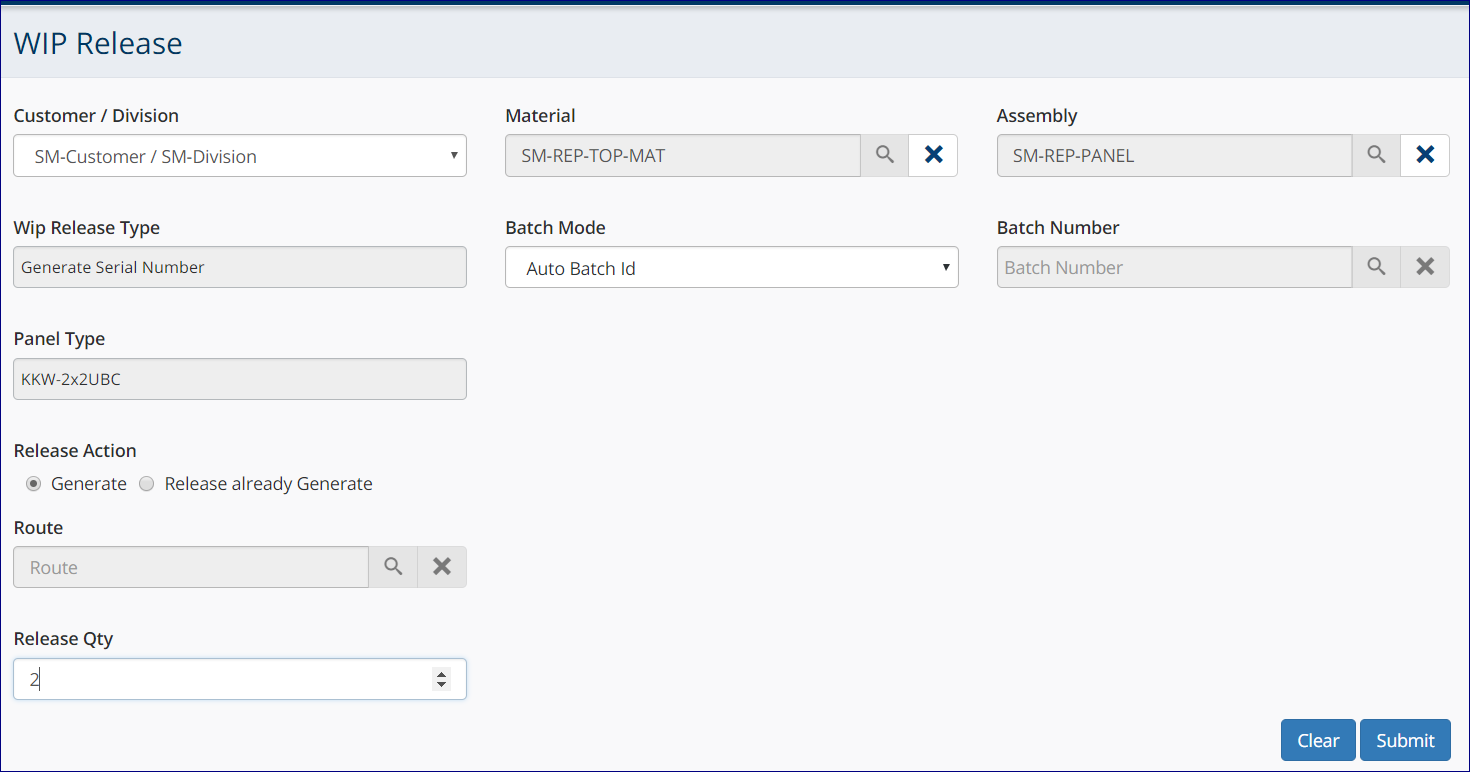 WIP Release
Customer / Division
SM-Customer / SM-Division
Material
SM-REP-TOP-MAT
Assembly
SM-REP-PANEL
Wip Release Type
Generate Serial Number
Batch Mode
Auto Batch Id
Batch Number
Batch Number
Panel Type
KKW-2x2UBC
Release Action
Generate Release already Generate
Route
Route
Release Qty
2
Clear Submit